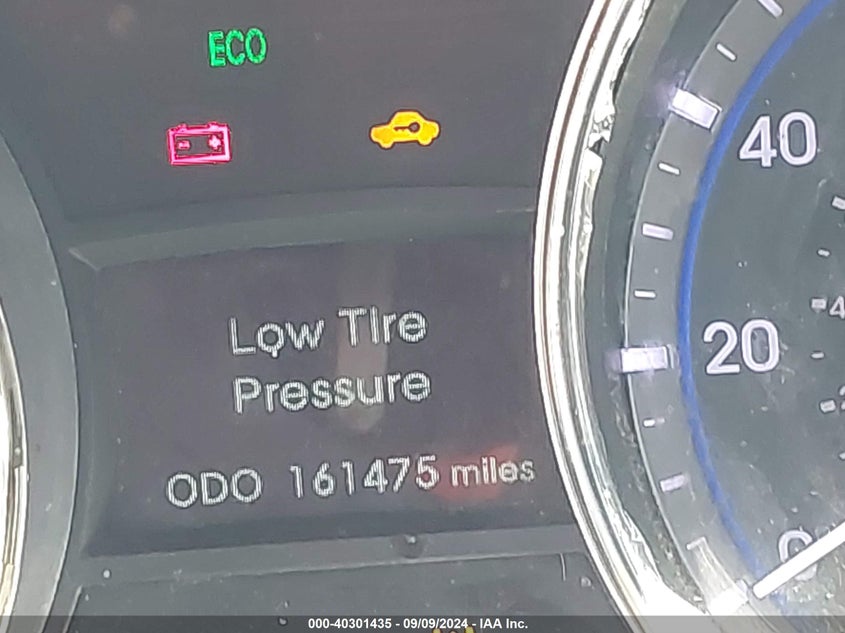 ECO
40
Low Tire
Pressure
20
ODO 161475 miles
000-40301435 - 09/09/2024 - IAA Inc.